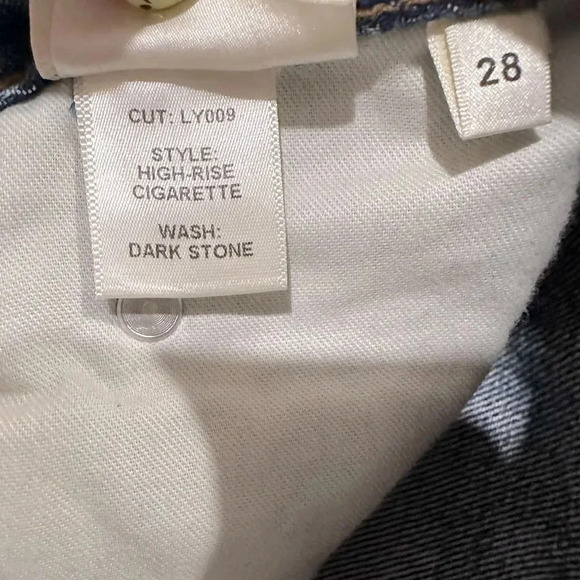 CUT: LY009
STYLE:
HIGH-RISE
CIGARETTE
WASH:
DARK STONE
28